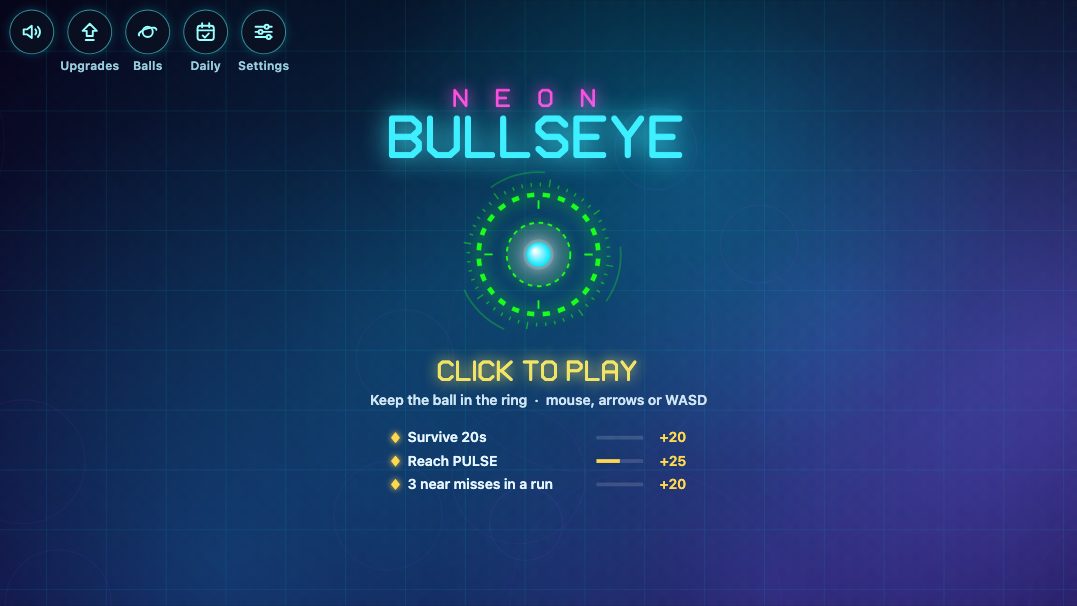 Upgrades
Balls
Daily
Settings
NEON
BULLSEYE
CLICK TO PLAY
Keep the ball in the ring · mouse, arrows or WASD
Survive 20s +20
Reach PULSE +25
3 near misses in a run +20